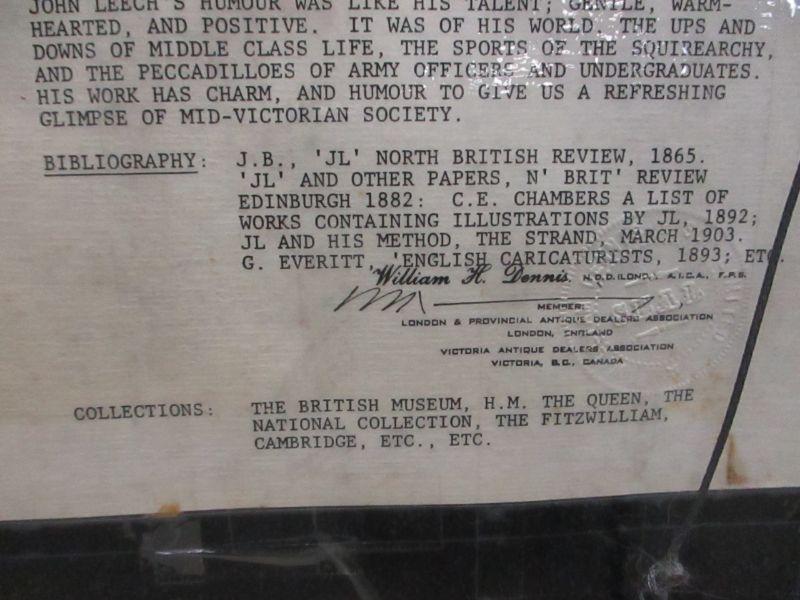 JOHN LEECH'S HUMOUR WAS LIKE HIS TALENT; GENTLE, WARM-
HEARTED, AND POSITIVE. IT WAS OF HIS WORLD, THE UPS AND
DOWNS OF MIDDLE CLASS LIFE, THE SPORTS OF THE SQUIREARCHY,
AND THE PECCADILLOES OF ARMY OFFICERS AND UNDERGRADUATES.
HIS WORK HAS CHARM, AND HUMOUR TO GIVE US A REFRESHING
GLIMPSE OF MID-VICTORIAN SOCIETY.
BIBLIOGRAPHY: J.B., 'JL' NORTH BRITISH REVIEW, 1865.
'JL' AND OTHER PAPERS, N' BRIT' REVIEW
EDINBURGH 1882: C.E. CHAMBERS A LIST OF
WORKS CONTAINING ILLUSTRATIONS BY JL, 1892;
JL AND HIS METHOD, THE STRAND, MARCH 1903.
G. EVERITT, 'ENGLISH CARICATURISTS, 1893; ETC.
William H. Dennis, N.D.D. (LOND.), A.I.C.A., F.P.S.
MEMBER:
LONDON & PROVINCIAL ANTIQUE DEALERS ASSOCIATION
LONDON, ENGLAND
VICTORIA ANTIQUE DEALERS ASSOCIATION
VICTORIA, B.C., CANADA
COLLECTIONS: THE BRITISH MUSEUM, H.M. THE QUEEN, THE
NATIONAL COLLECTION, THE FITZWILLIAM,
CAMBRIDGE, ETC., ETC.